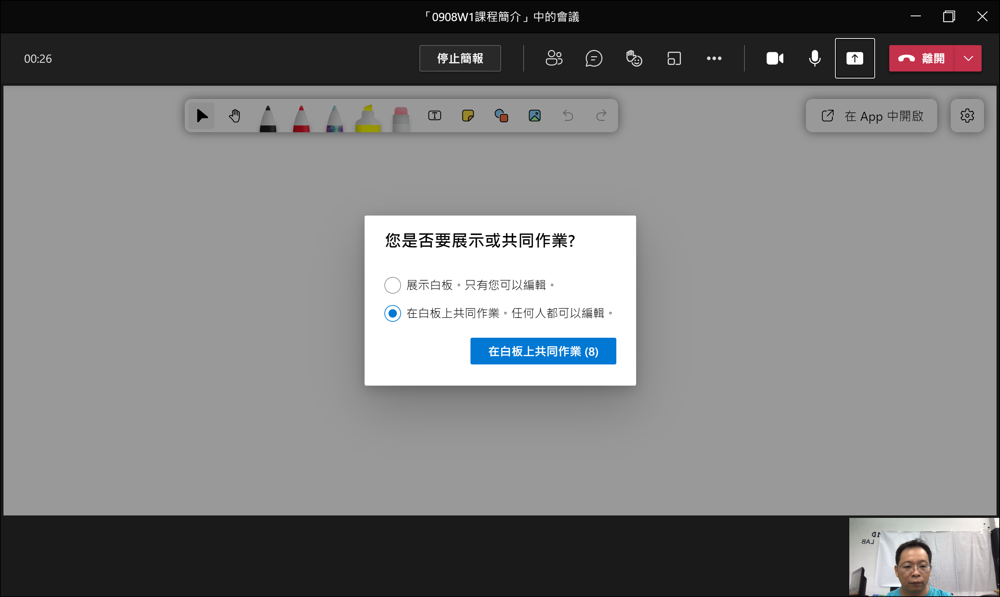 「0908W1課程簡介」中的會議
00:26
停止簡報
離開
T
在 App 中開啟
您是否要展示或共同作業?
展示白板。只有您可以編輯。
在白板上共同作業。任何人都可以編輯。
在白板上共同作業 (8)
LAB